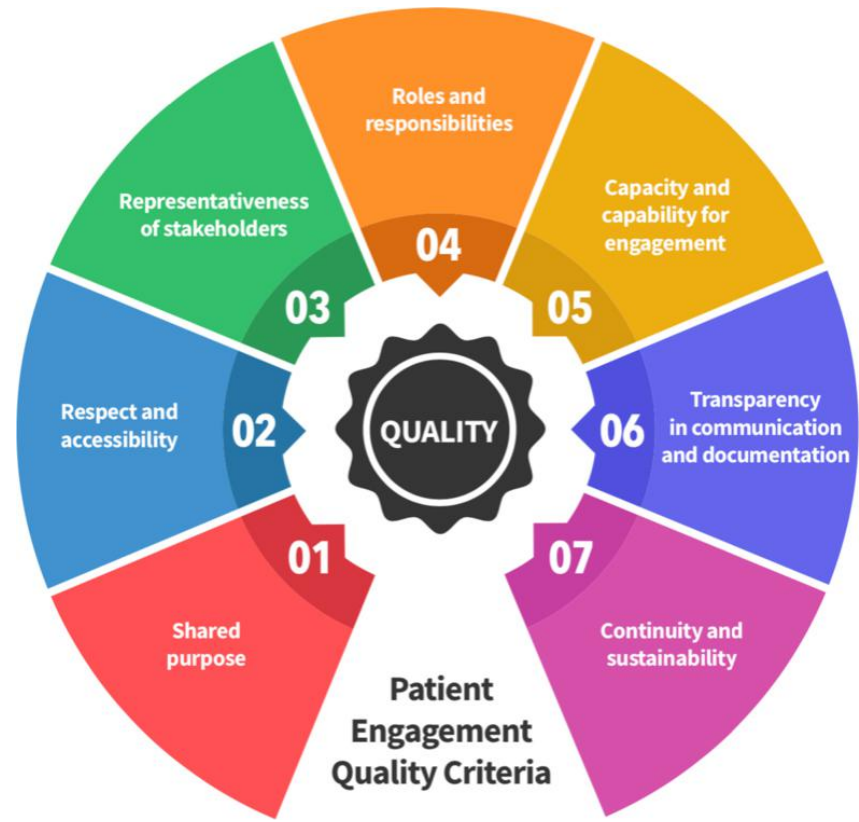 Roles and
responsibilities
04
Capacity and
capability for
engagement
05
Representativeness
of stakeholders
03
Respect and
accessibility
02
QUALITY
06
Transparency
in communication
and documentation
01
Shared
purpose
07
Continuity and
sustainability
Patient
Engagement
Quality Criteria